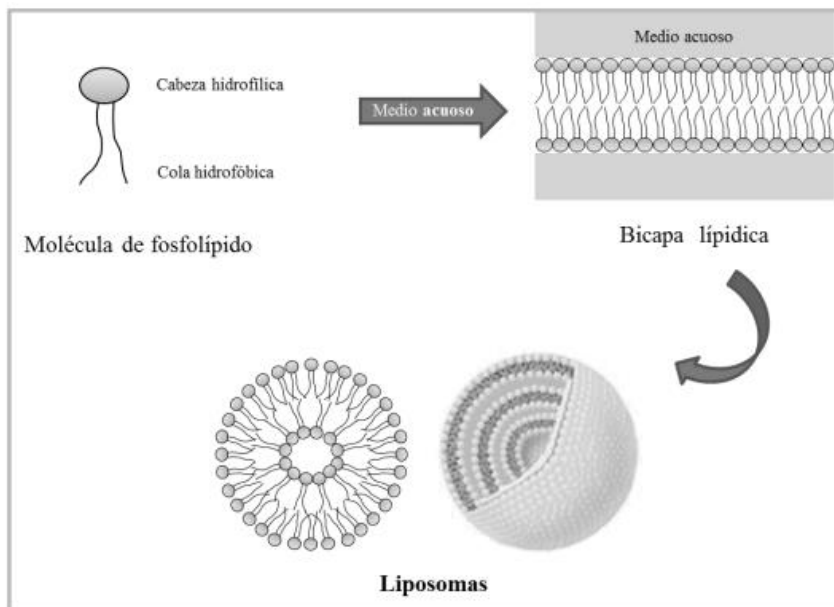 Medio acuoso
Cabeza hidrofílica
Medio acuoso
Cola hidrofóbica
Molécula de fosfolípido
Bicapa lípidica
Liposomas